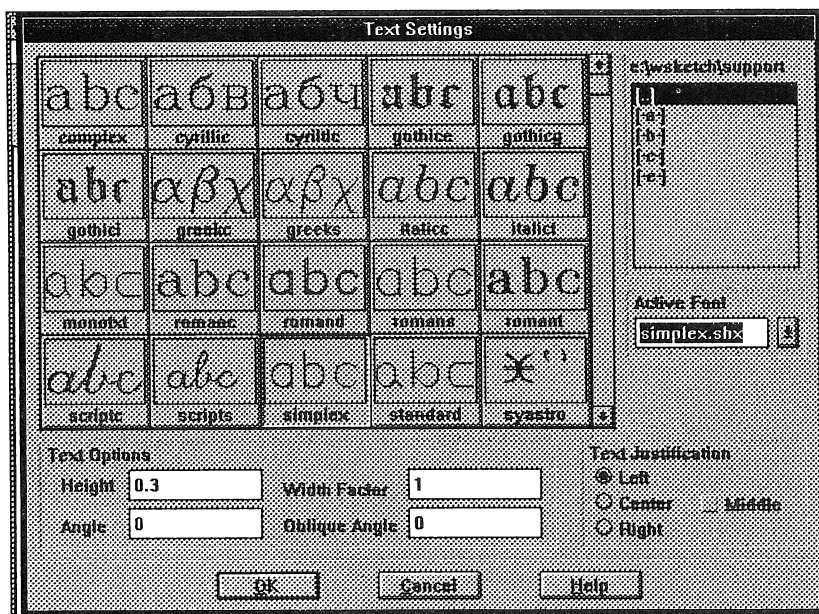 Text Settings
abc абв абч abc abc
complex cyrillic cyriltlc gothice gothicg
abc αβχ αβχ abc abc
gothici greekc greeks italicc italict
abc abc abc abc abc
monotxt romanc romand romans romant
abc abc abc abc
scriptc scripts simplex standard syastro
c:\wsketch\support
[..]
[-a-]
[-b-]
[-c-]
[-e-]
Active Font
simplex.shx
Text Options
Height 0.3 Width Factor 1
Angle 0 Oblique Angle 0
Text Justification
Left
Center Middle
Right
OK Cancel Help